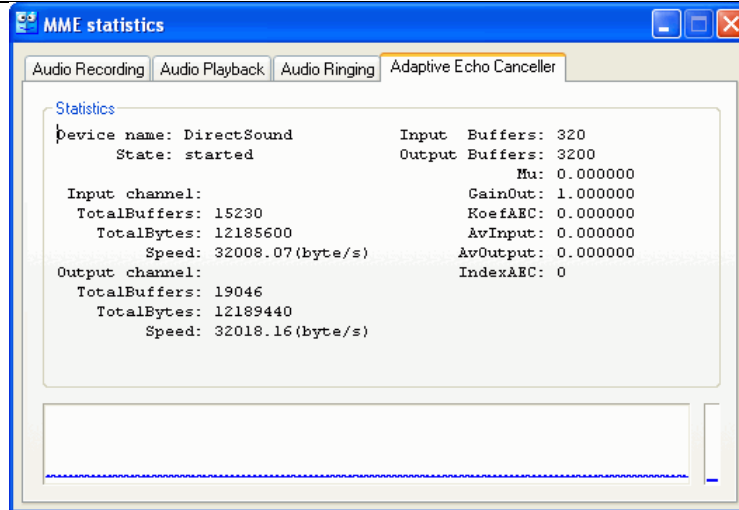 MME statistics
Audio Recording Audio Playback Audio Ringing Adaptive Echo Canceller
Statistics
Device name: DirectSound
State: started
Input channel:
TotalBuffers: 15230
TotalBytes: 12185600
Speed: 32008.07(byte/s)
Output channel:
TotalBuffers: 19046
TotalBytes: 12189440
Speed: 32018.16(byte/s)
Input Buffers: 320
Output Buffers: 3200
Mu: 0.000000
GainOut: 1.000000
KoefAEC: 0.000000
AvInput: 0.000000
AvOutput: 0.000000
IndexAEC: 0